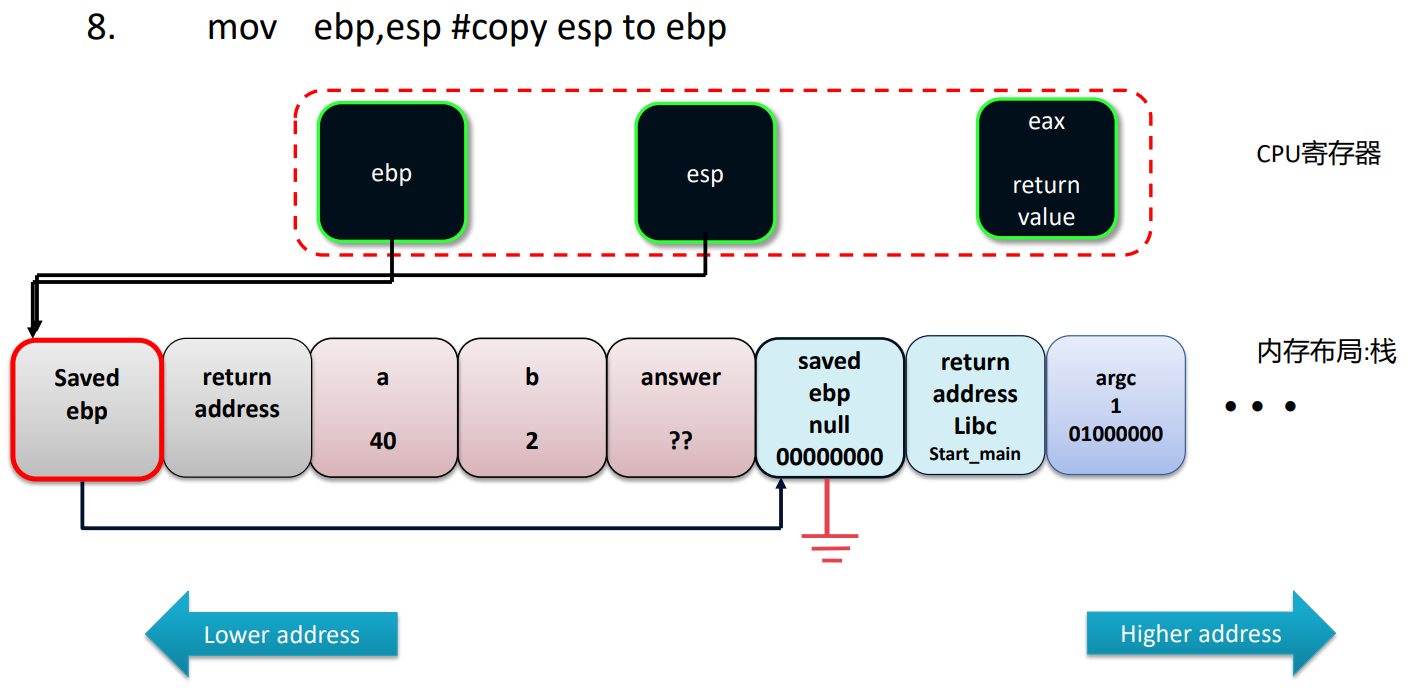 8. mov ebp,esp #copy esp to ebp
ebp
esp
eax
return
value
CPU寄存器
Saved
ebp
return
address
a
40
b
2
answer
??
saved
ebp
null
00000000
return
address
Libc
Start_main
argc
1
01000000
内存布局:栈
• • •
Lower address
Higher address